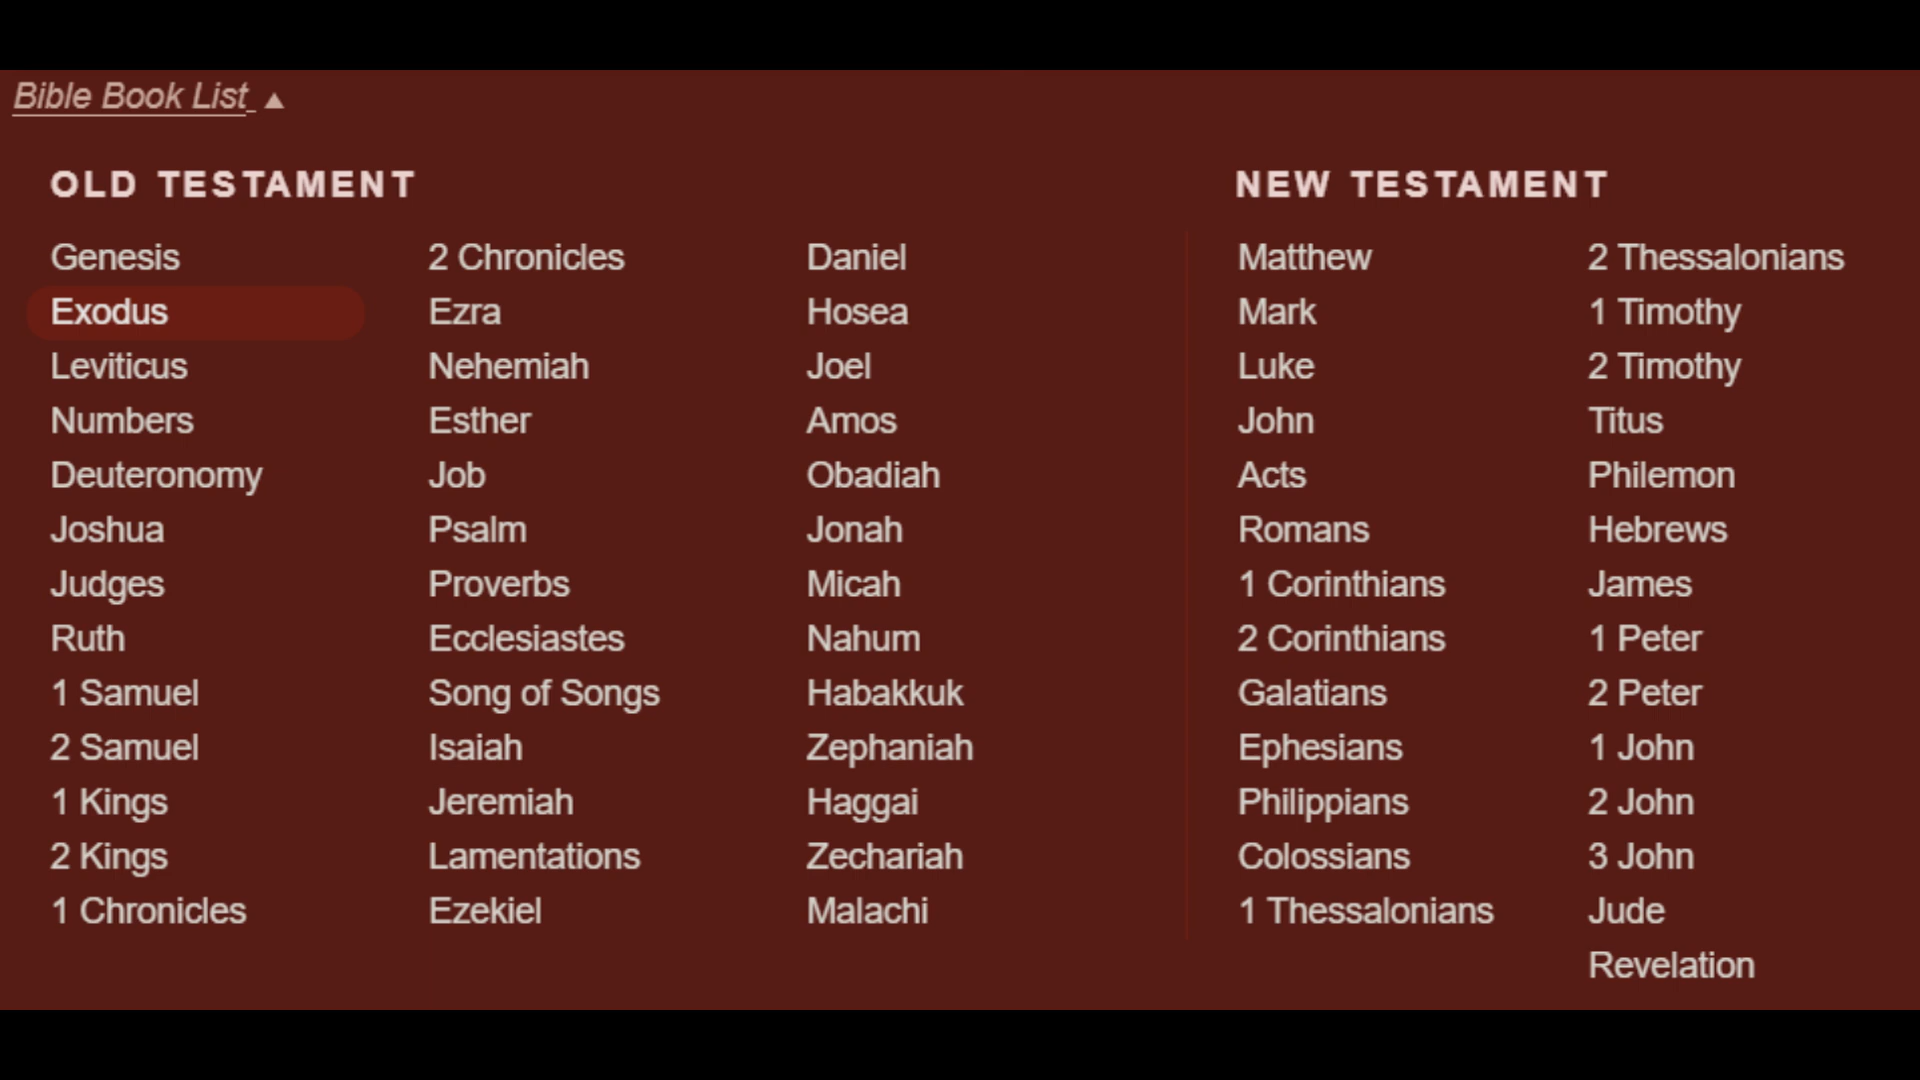 Bible Book List ▲
OLD TESTAMENT
Genesis
Exodus
Leviticus
Numbers
Deuteronomy
Joshua
Judges
Ruth
1 Samuel
2 Samuel
1 Kings
2 Kings
1 Chronicles
2 Chronicles
Ezra
Nehemiah
Esther
Job
Psalm
Proverbs
Ecclesiastes
Song of Songs
Isaiah
Jeremiah
Lamentations
Ezekiel
Daniel
Hosea
Joel
Amos
Obadiah
Jonah
Micah
Nahum
Habakkuk
Zephaniah
Haggai
Zechariah
Malachi
NEW TESTAMENT
Matthew
Mark
Luke
John
Acts
Romans
1 Corinthians
2 Corinthians
Galatians
Ephesians
Philippians
Colossians
1 Thessalonians
2 Thessalonians
1 Timothy
2 Timothy
Titus
Philemon
Hebrews
James
1 Peter
2 Peter
1 John
2 John
3 John
Jude
Revelation